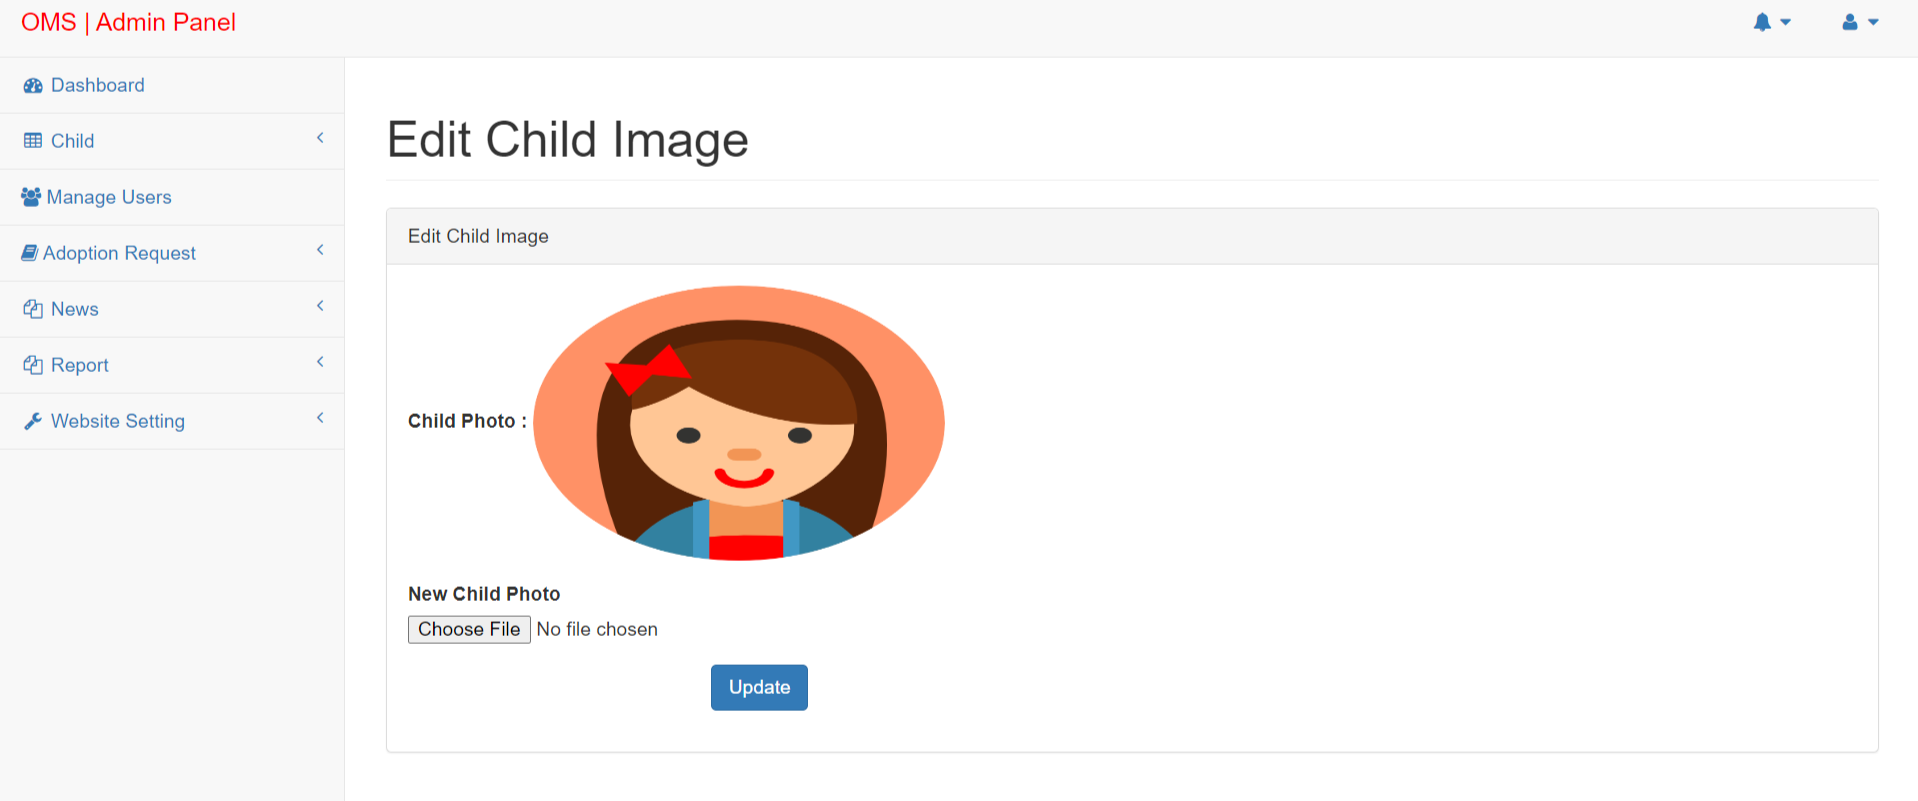 OMS | Admin Panel
Dashboard
Child
Manage Users
Adoption Request
News
Report
Website Setting
Edit Child Image
Edit Child Image
Child Photo :
New Child Photo
Choose File No file chosen
Update